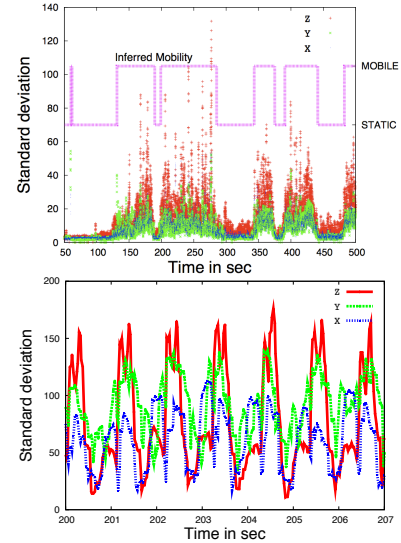 140
120
100
80
60
40
20
0
Standard deviation
Z
Y
X
Inferred Mobility
MOBILE
STATIC
50 100 150 200 250 300 350 400 450 500
Time in sec
200
150
100
50
0
Standard deviation
Z
Y
X
200 201 202 203 204 205 206 207
Time in sec